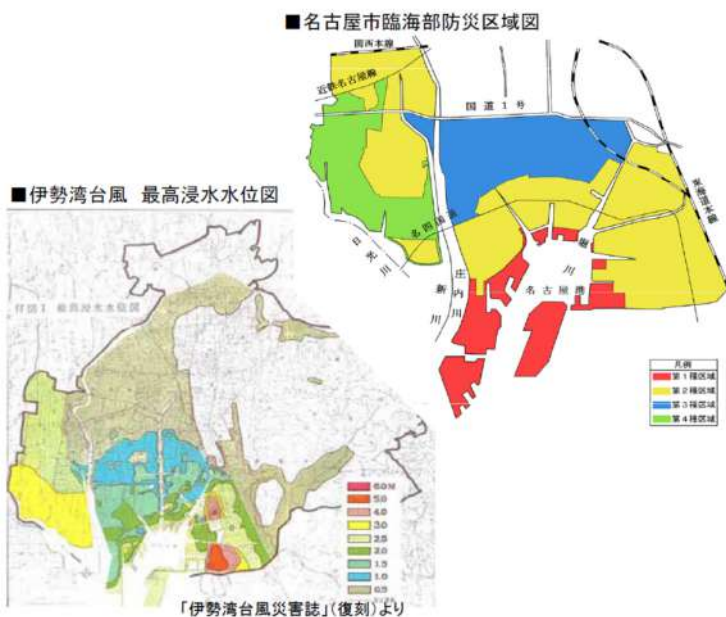 ■名古屋市臨海部防災区域図
関西本線
近鉄名古屋線
国道1号
東海道本線
■伊勢湾台風 最高浸水水位図
名四国道
日光川
新川
庄内川
堀川
名古屋港
付図1 最高浸水水位図
凡例
第1種区域
第2種区域
第3種区域
第4種区域
6.0M
5.0
4.0
3.0
2.5
2.0
1.5
1.0
0.5
「伊勢湾台風災害誌」(復刻)より